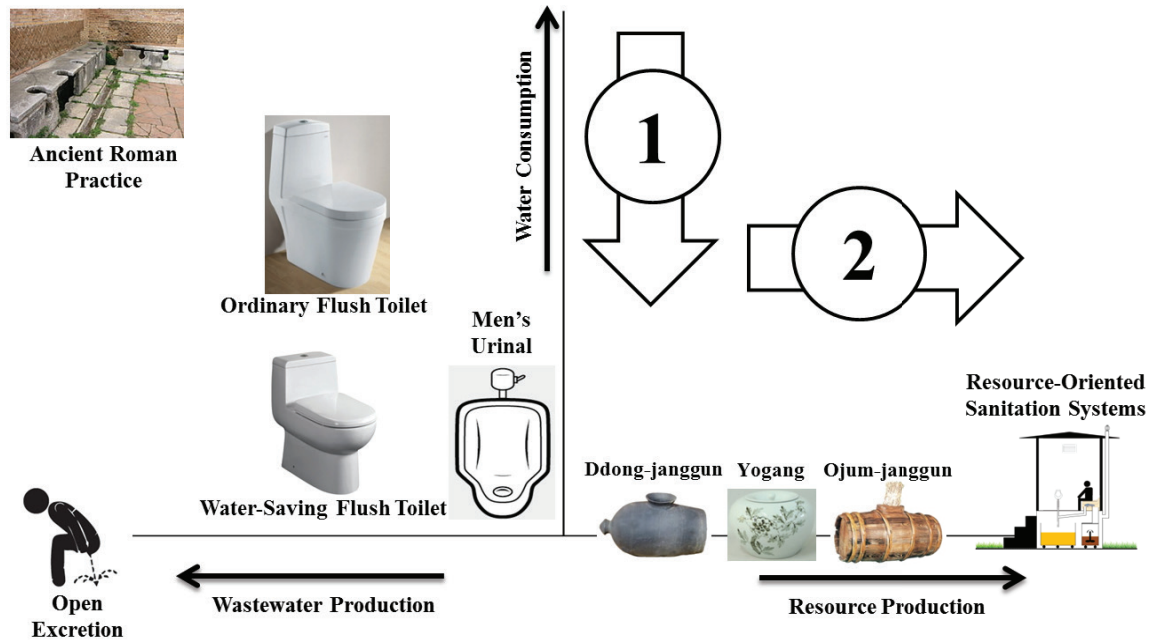 Ancient Roman
Practice
Ordinary Flush Toilet
Men's
Urinal
Water-Saving Flush Toilet
Open
Excretion
Wastewater Production
Water Consumption
1
2
Resource-Oriented
Sanitation Systems
Ddong-janggun
Yogang
Ojum-janggun
Resource Production